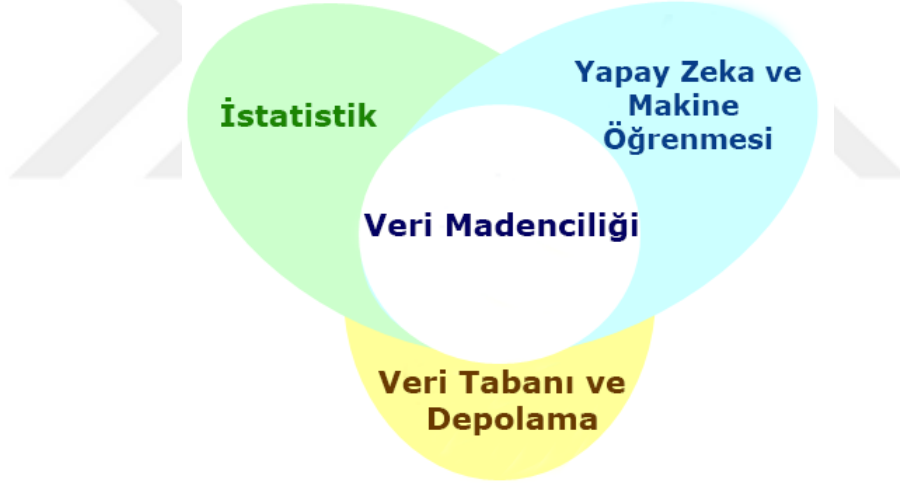 İstatistik
Yapay Zeka ve
Makine
Öğrenmesi
Veri Madenciliği
Veri Tabanı ve
Depolama